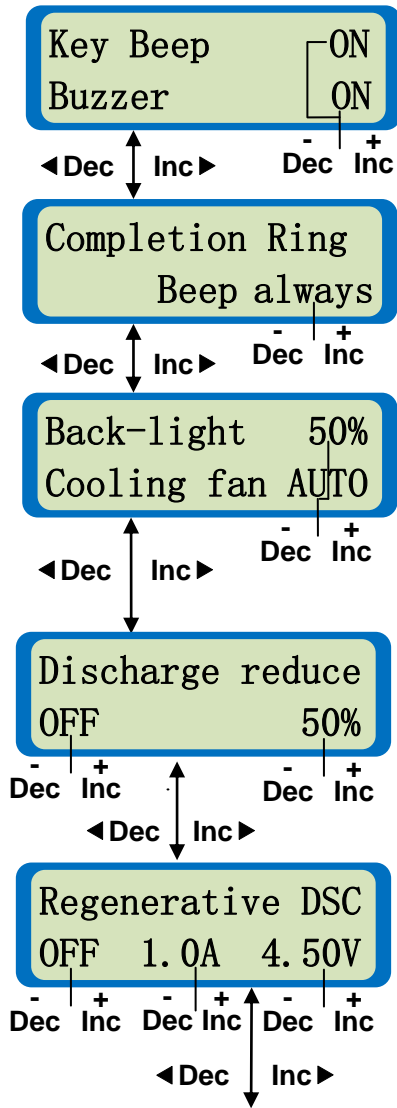 Key Beep ON
Buzzer ON
- +
Dec Inc
◄Dec Inc►
Completion Ring
Beep always
- +
Dec Inc
◄Dec Inc►
Back-light 50%
Cooling fan AUTO
- +
Dec Inc
◄Dec Inc►
Discharge reduce
OFF 50%
- + - +
Dec Inc Dec Inc
◄Dec Inc►
Regenerative DSC
OFF 1.0A 4.50V
- + - + - +
Dec Inc Dec Inc Dec Inc
◄Dec Inc►